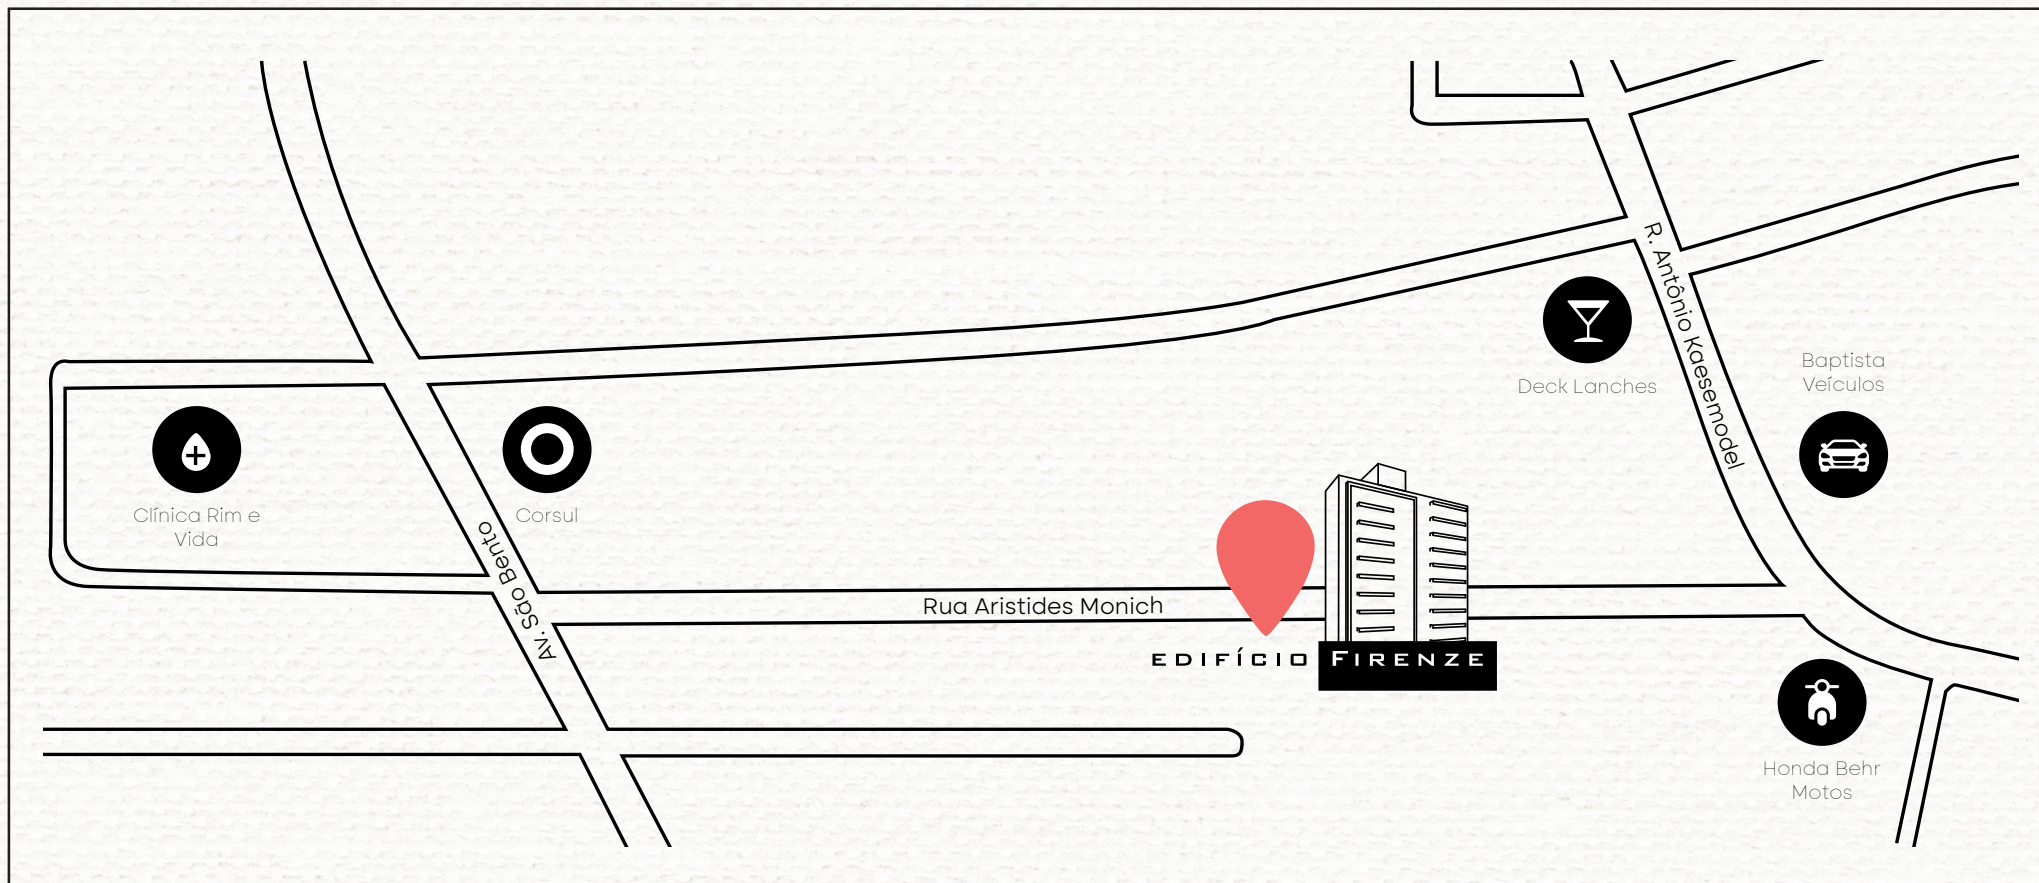 R. Antônio Kaesemodel
Baptista
Veículos
Deck Lanches
Clínica Rim e
Vida
Corsul
Av. São Bento
Rua Aristides Monich
EDIFÍCIO FIRENZE
Honda Behr
Motos